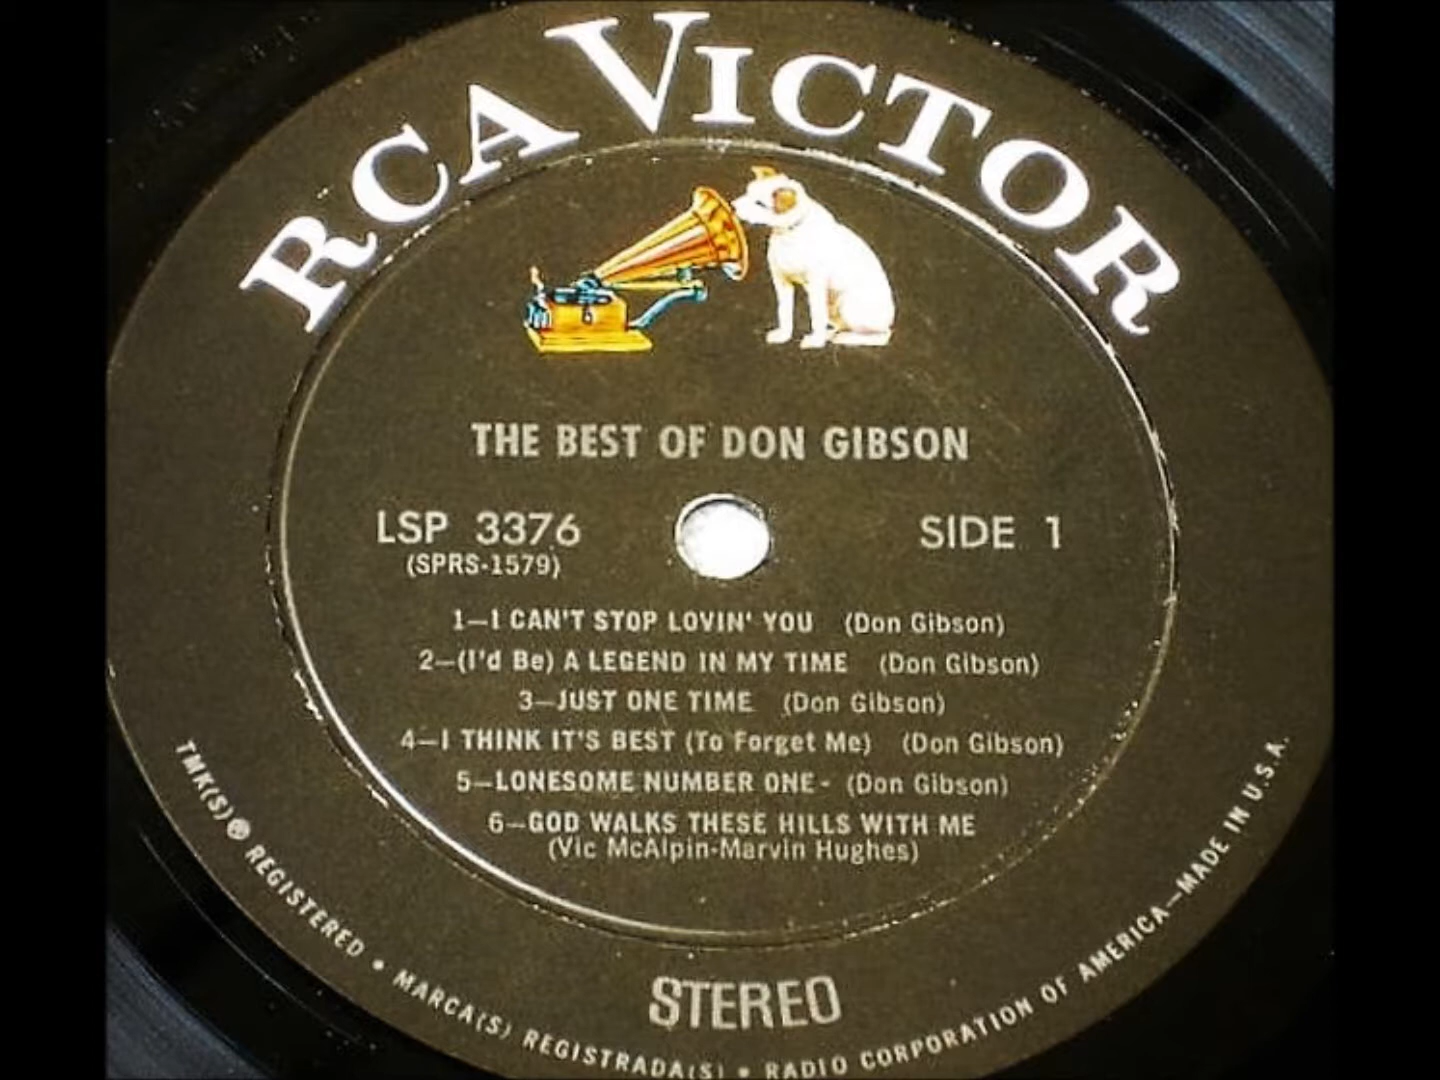 RCA VICTOR
THE BEST OF DON GIBSON
LSP 3376
(SPRS-1579)
SIDE 1
1—I CAN'T STOP LOVIN' YOU (Don Gibson)
2—(I'd Be) A LEGEND IN MY TIME (Don Gibson)
3—JUST ONE TIME (Don Gibson)
4—I THINK IT'S BEST (To Forget Me) (Don Gibson)
5—LONESOME NUMBER ONE - (Don Gibson)
6—GOD WALKS THESE HILLS WITH ME
(Vic McAlpin-Marvin Hughes)
STEREO
TMK(S) ® REGISTERED • MARCA(S) REGISTRADA(S) • RADIO CORPORATION OF AMERICA—MADE IN U.S.A.